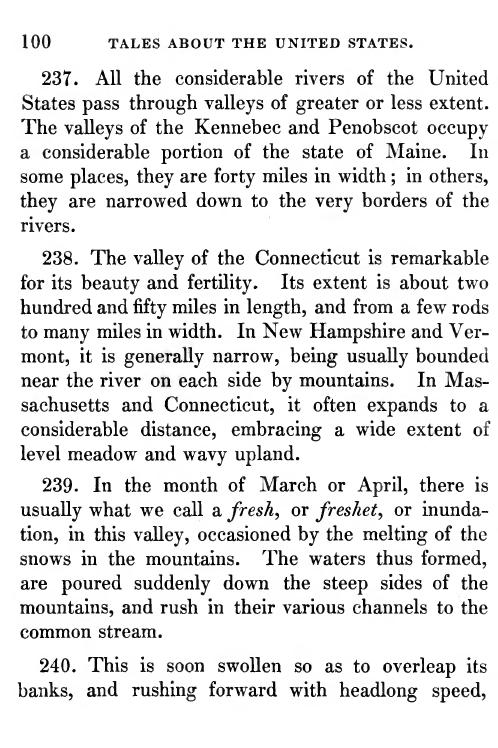 100 TALES ABOUT THE UNITED STATES.
237. All the considerable rivers of the United
States pass through valleys of greater or less extent.
The valleys of the Kennebec and Penobscot occupy
a considerable portion of the state of Maine. In
some places, they are forty miles in width; in others,
they are narrowed down to the very borders of the
rivers.
238. The valley of the Connecticut is remarkable
for its beauty and fertility. Its extent is about two
hundred and fifty miles in length, and from a few rods
to many miles in width. In New Hampshire and Ver-
mont, it is generally narrow, being usually bounded
near the river on each side by mountains. In Mas-
sachusetts and Connecticut, it often expands to a
considerable distance, embracing a wide extent of
level meadow and wavy upland.
239. In the month of March or April, there is
usually what we call a fresh, or freshet, or inunda-
tion, in this valley, occasioned by the melting of the
snows in the mountains. The waters thus formed,
are poured suddenly down the steep sides of the
mountains, and rush in their various channels to the
common stream.
240. This is soon swollen so as to overleap its
banks, and rushing forward with headlong speed,